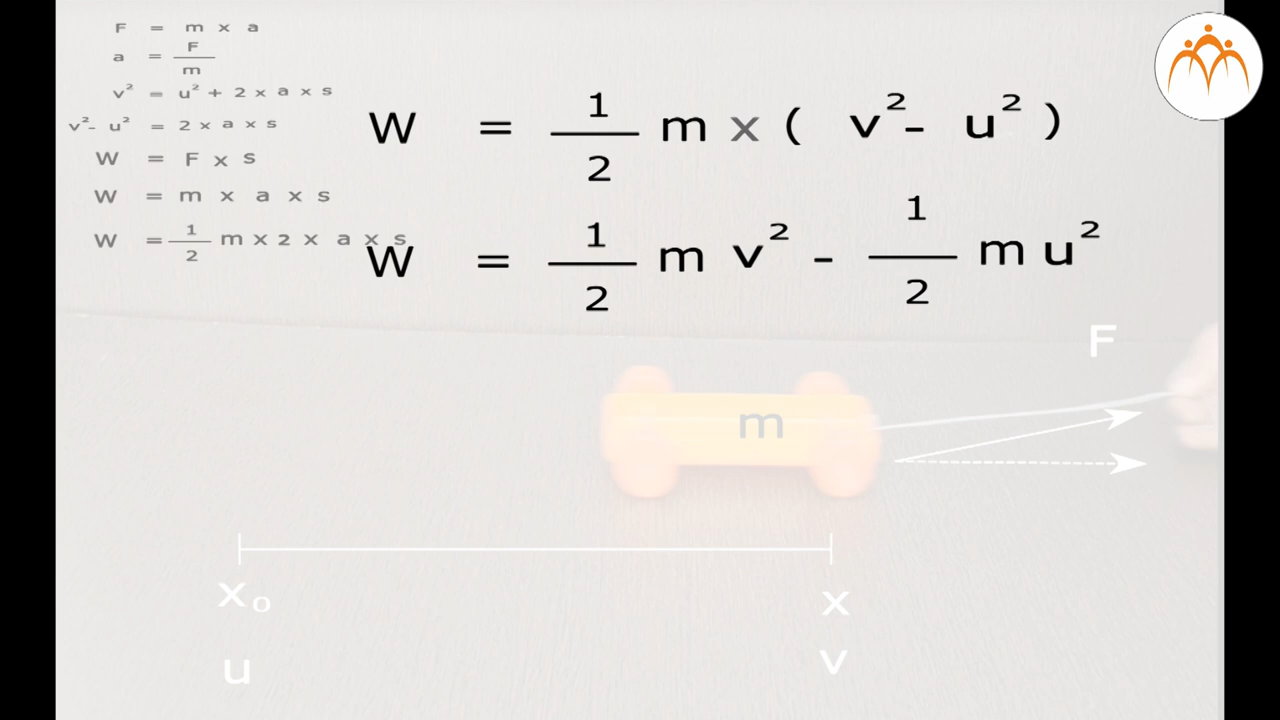 F = m x a
a = F/m
v² = u² + 2 x a x s
v² - u² = 2 x a x s
W = F x s
W = m x a x s
W = 1/2 m x 2 x a x s
W = 1/2 m x ( v² - u² )
W = 1/2 m v² - 1/2 m u²
F
m
x₀ x
u v